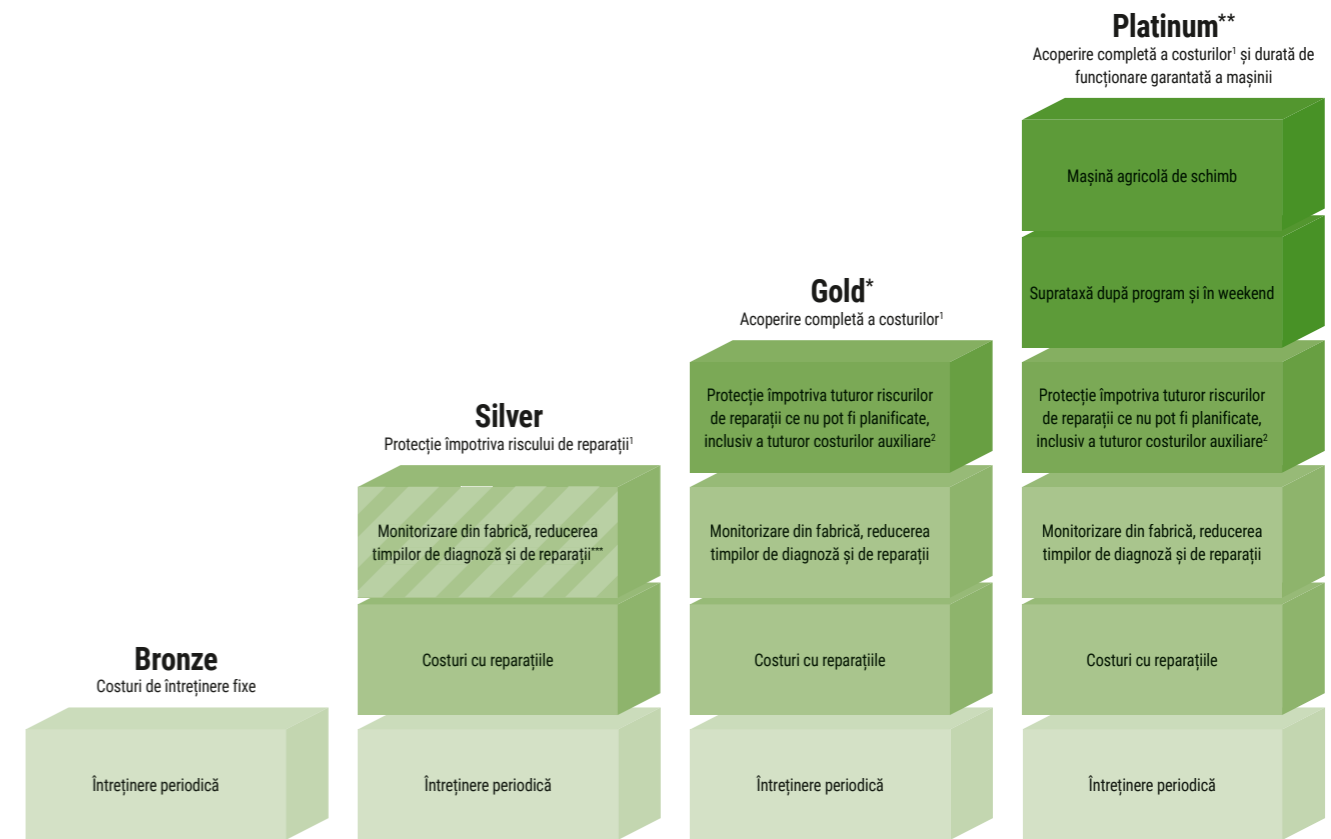 Platinum**
Acoperire completă a costurilor¹ și durată de
funcționare garantată a mașinii
Mașină agricolă de schimb
Suprataxă după program și în weekend
Protecție împotriva tuturor riscurilor
de reparații ce nu pot fi planificate,
inclusiv a tuturor costurilor auxiliare²
Monitorizare din fabrică, reducerea
timpilor de diagnoză și de reparații
Costuri cu reparațiile
Întreținere periodică
Gold*
Acoperire completă a costurilor¹
Protecție împotriva tuturor riscurilor
de reparații ce nu pot fi planificate,
inclusiv a tuturor costurilor auxiliare²
Monitorizare din fabrică, reducerea
timpilor de diagnoză și de reparații
Costuri cu reparațiile
Întreținere periodică
Silver
Protecție împotriva riscului de reparații¹
Monitorizare din fabrică, reducerea
timpilor de diagnoză și de reparații***
Costuri cu reparațiile
Întreținere periodică
Bronze
Costuri de întreținere fixe
Întreținere periodică